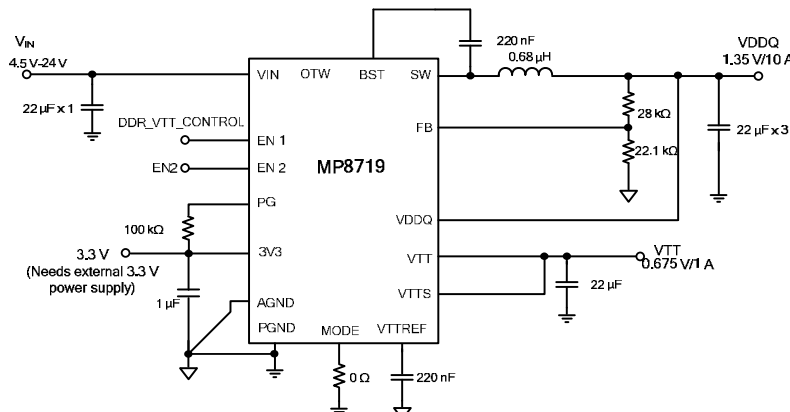 V_IN
4.5 V-24 V
22 µF x 1
DDR_VTT_CONTROL
EN2
100 kΩ
3.3 V
(Needs external 3.3 V
power supply)
1 µF
VIN
OTW
BST
SW
EN 1
FB
EN 2
MP8719
PG
VDDQ
3V3
VTT
AGND
VTTS
PGND
MODE
VTTREF
0 Ω
220 nF
220 nF
0.68 µH
VDDQ
1.35 V/10 A
28 kΩ
22.1 kΩ
22 µF x 3
VTT
0.675 V/1 A
22 µF